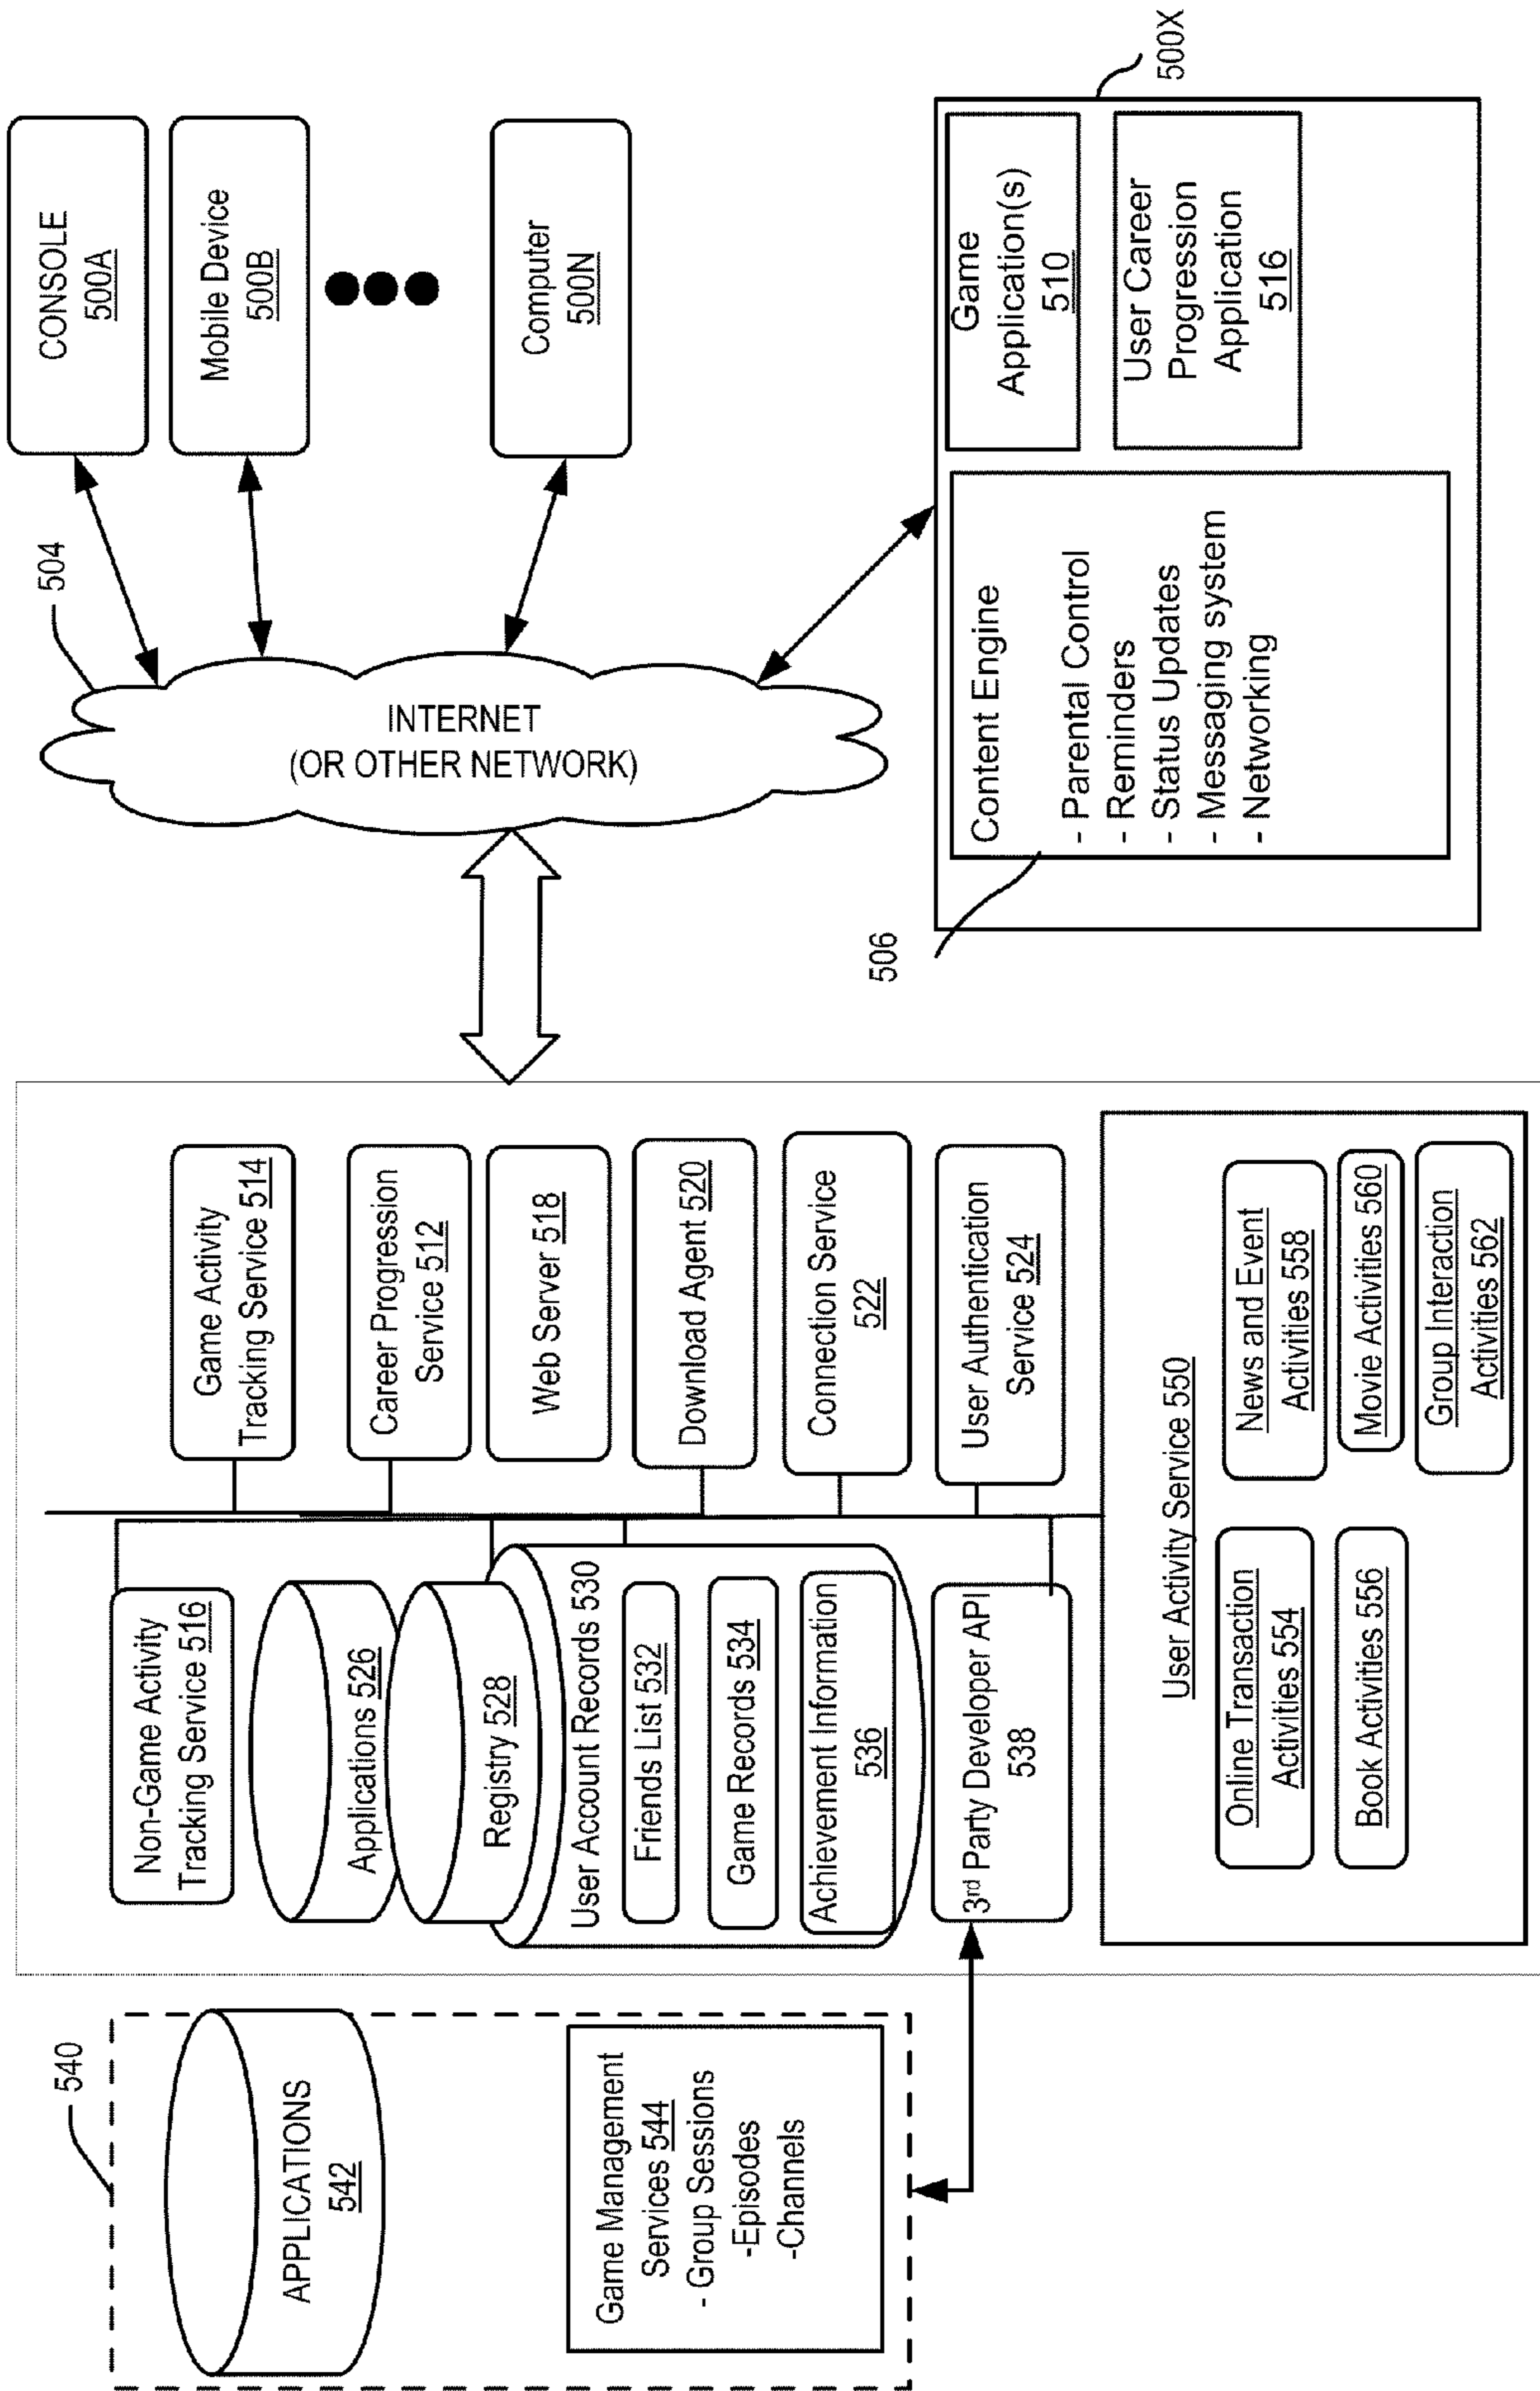 540
APPLICATIONS
542
Game Management
Services 544
- Group Sessions
-Episodes
-Channels
Non-Game Activity
Tracking Service 516
Applications 526
Registry 528
User Account Records 530
Friends List 532
Game Records 534
Achievement Information
536
3rd Party Developer API
538
Game Activity
Tracking Service 514
Career Progression
Service 512
Web Server 518
Download Agent 520
Connection Service
522
User Authentication
Service 524
User Activity Service 550
Online Transaction
Activities 554
Book Activities 556
News and Event
Activities 558
Movie Activities 560
Group Interaction
Activities 562
504
INTERNET
(OR OTHER NETWORK)
CONSOLE
500A
Mobile Device
500B
Computer
500N
506
Content Engine
- Parental Control
- Reminders
- Status Updates
- Messaging system
- Networking
Game
Application(s)
510
User Career
Progression
Application
516
500X